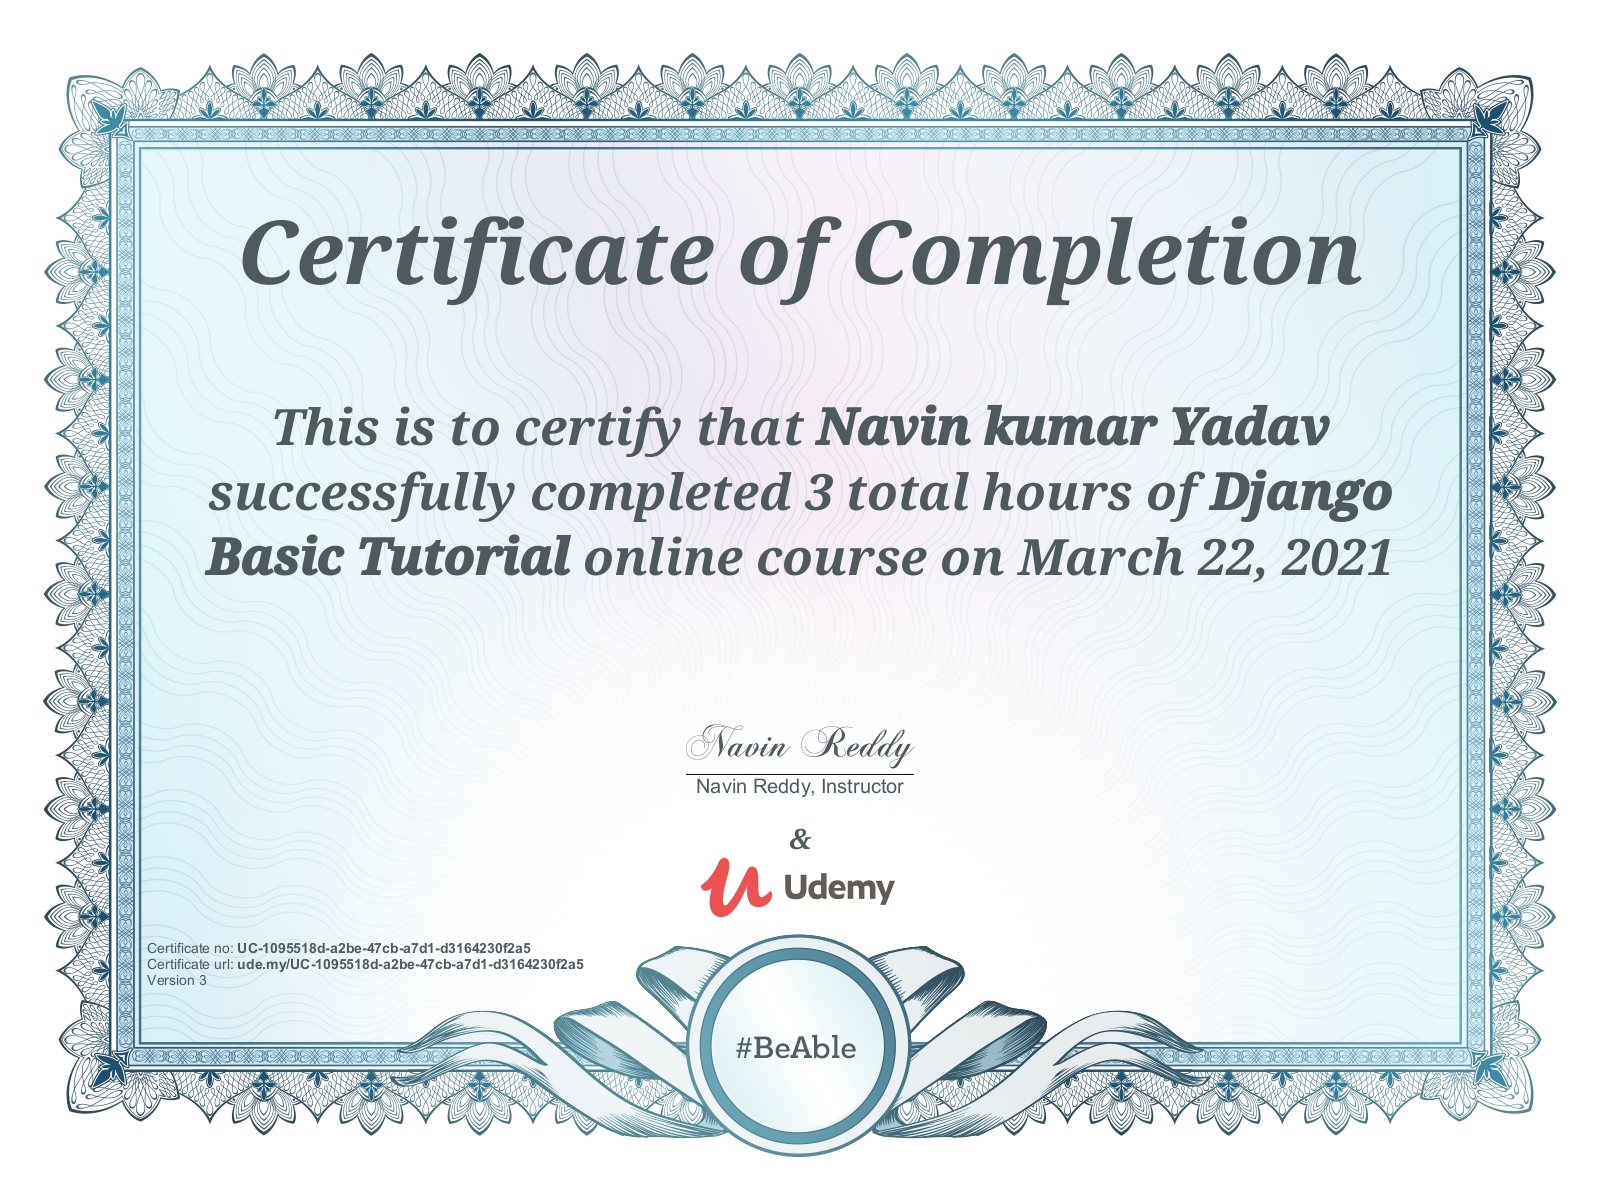 Certificate of Completion
This is to certify that Navin kumar Yadav
successfully completed 3 total hours of Django
Basic Tutorial online course on March 22, 2021
Navin Reddy
Navin Reddy, Instructor
&
Udemy
Certificate no: UC-1095518d-a2be-47cb-a7d1-d3164230f2a5
Certificate url: ude.my/UC-1095518d-a2be-47cb-a7d1-d3164230f2a5
Version 3
#BeAble